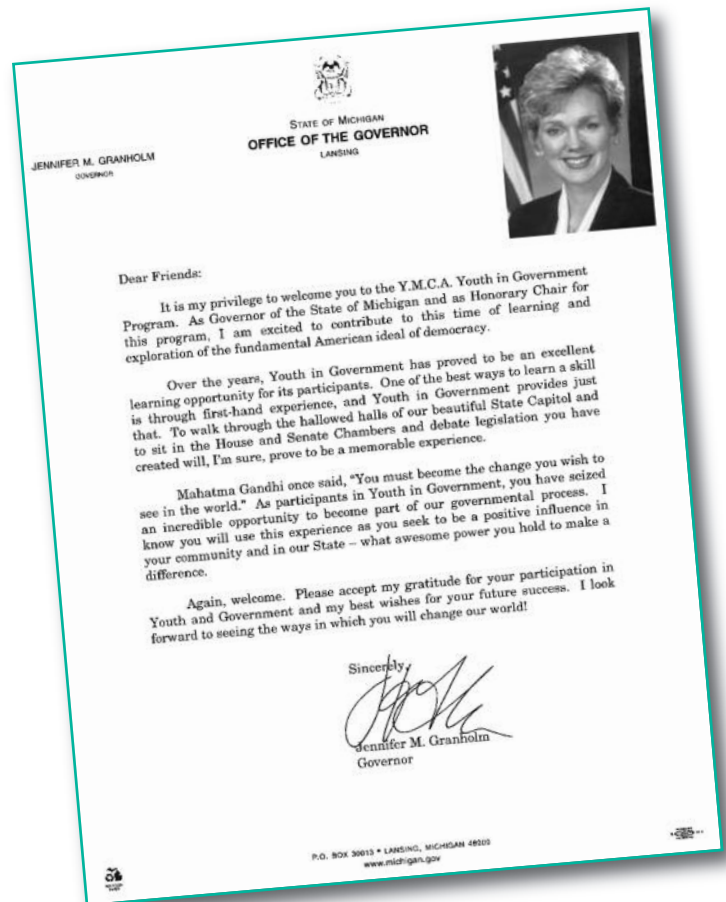 STATE OF MICHIGAN
OFFICE OF THE GOVERNOR
LANSING
JENNIFER M. GRANHOLM
GOVERNOR
Dear Friends:
It is my privilege to welcome you to the Y.M.C.A. Youth in Government
Program. As Governor of the State of Michigan and as Honorary Chair for
this program, I am excited to contribute to this time of learning and
exploration of the fundamental American ideal of democracy.
Over the years, Youth in Government has proved to be an excellent
learning opportunity for its participants. One of the best ways to learn a skill
is through first-hand experience, and Youth in Government provides just
that. To walk through the hallowed halls of our beautiful State Capitol and
to sit in the House and Senate Chambers and debate legislation you have
created will, I'm sure, prove to be a memorable experience.
Mahatma Gandhi once said, "You must become the change you wish to
see in the world." As participants in Youth in Government, you have seized
an incredible opportunity to become part of our governmental process. I
know you will use this experience as you seek to be a positive influence in
your community and in our State – what awesome power you hold to make a
difference.
Again, welcome. Please accept my gratitude for your participation in
Youth and Government and my best wishes for your future success. I look
forward to seeing the ways in which you will change our world!
Sincerely,
Jennifer M. Granholm
Governor
P.O. BOX 30013 • LANSING, MICHIGAN 48909
www.michigan.gov